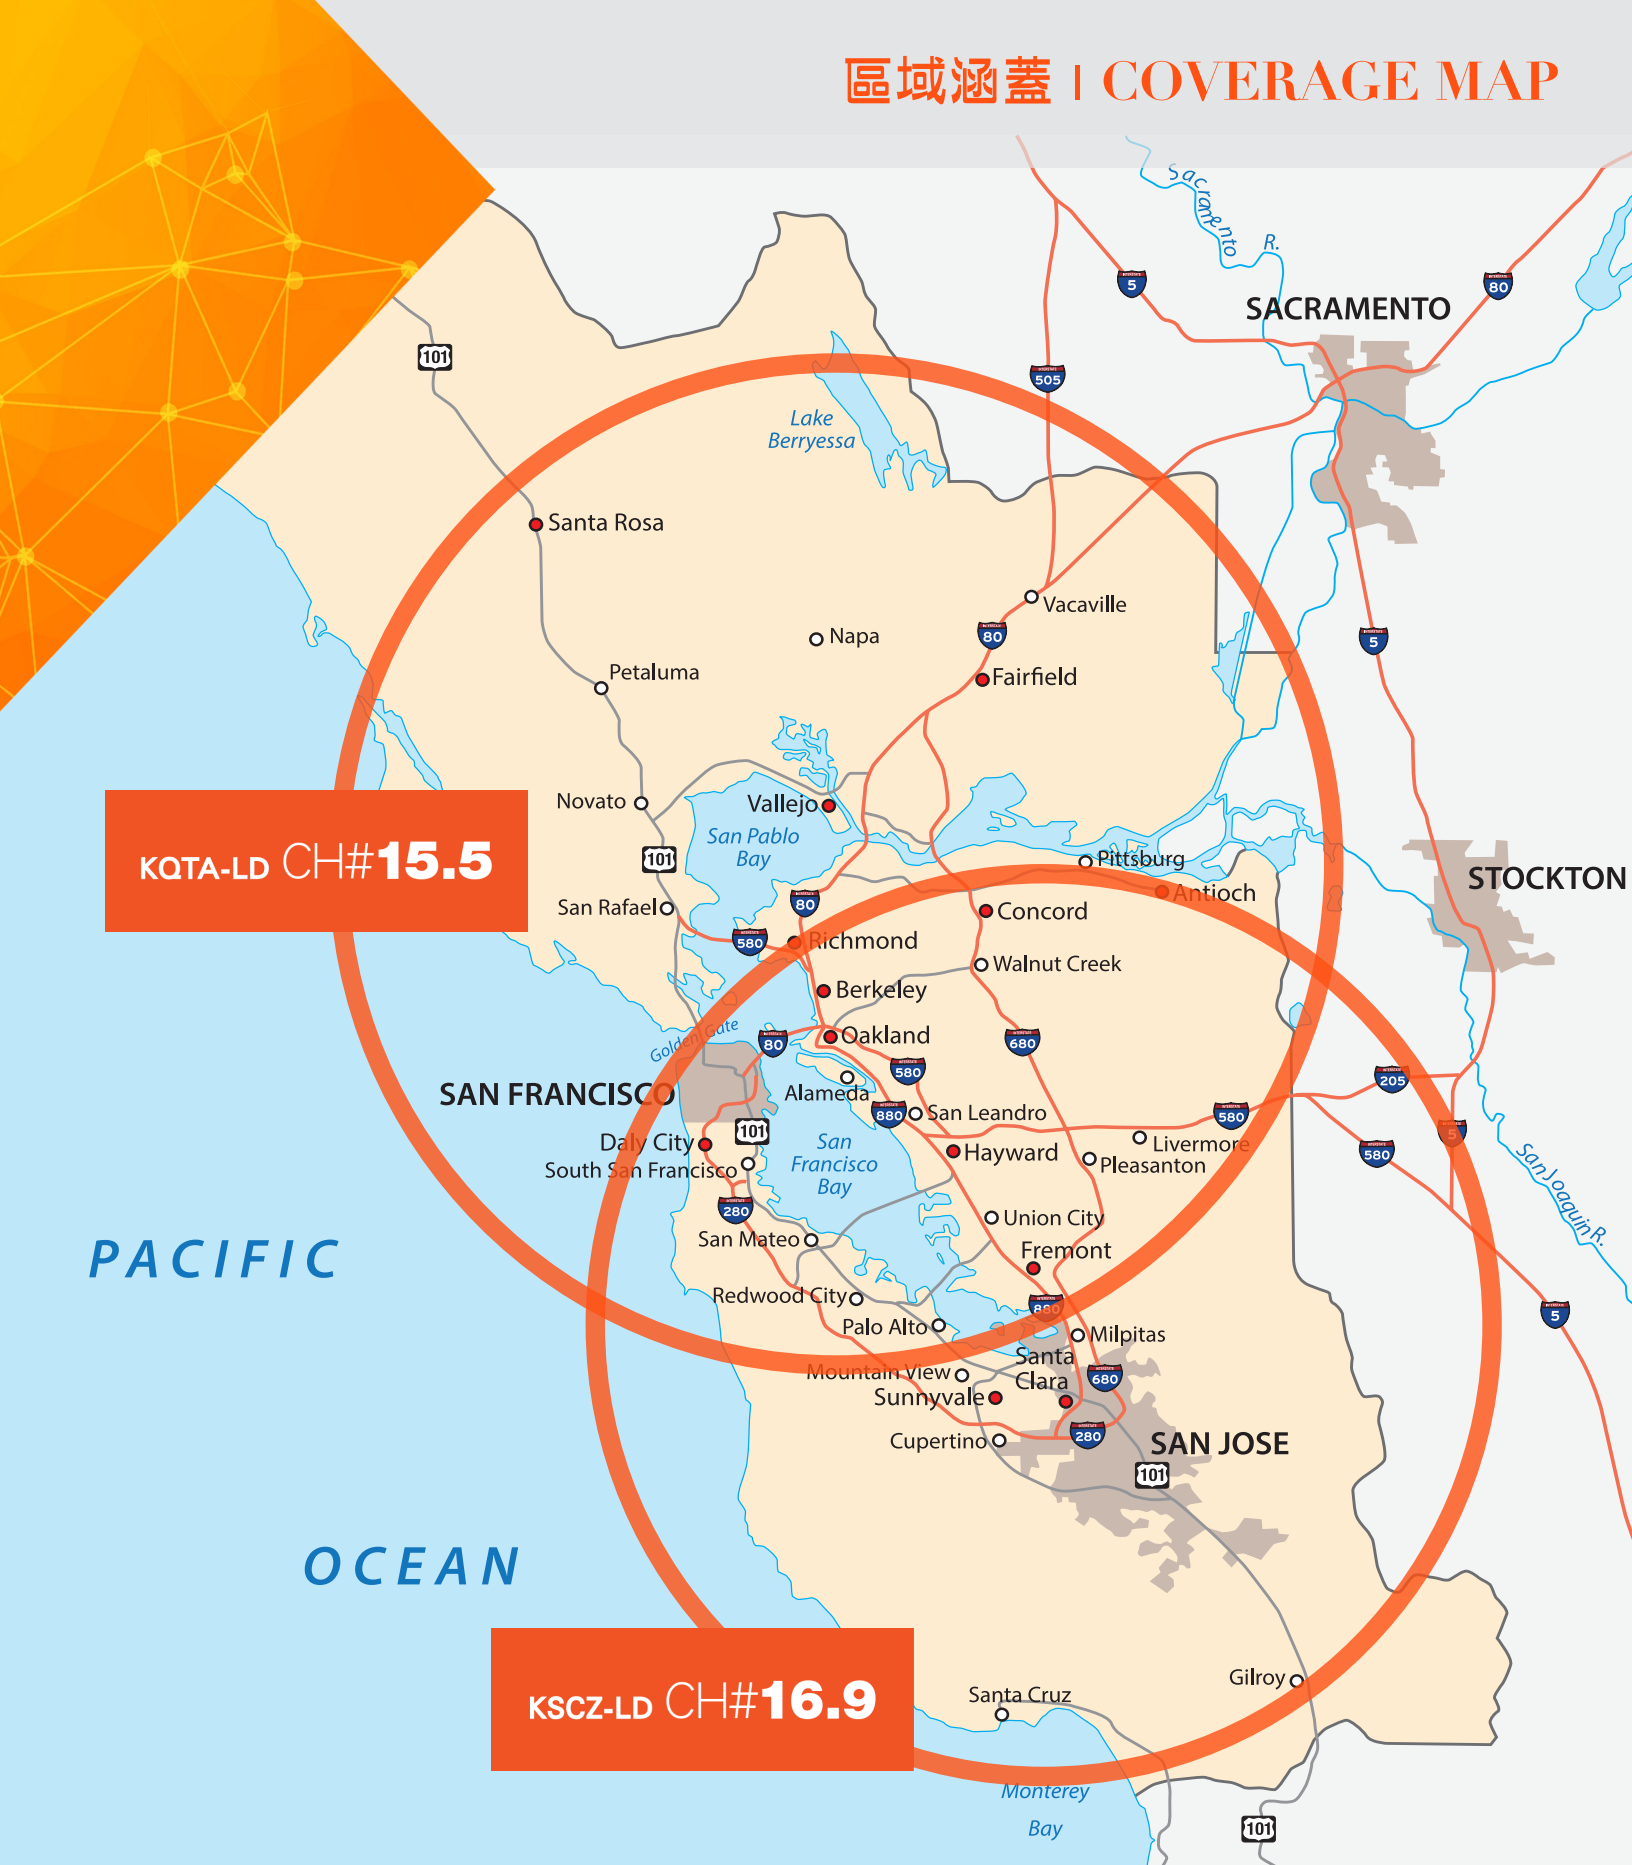 區域涵蓋 | COVERAGE MAP
Sacramento
R.
5
80
SACRAMENTO
101
505
Lake
Berryessa
Santa Rosa
Vacaville
80
Napa
5
Petaluma
Fairfield
Novato
Vallejo
San Pablo
Bay
KQTA-LD CH#15.5
101
Pittsburg
STOCKTON
Antioch
80
San Rafael
Concord
580
Richmond
Walnut Creek
Berkeley
Golden Gate
80
Oakland
680
580
205
SAN FRANCISCO
Alameda
880
San Leandro
580
101
5
Daly City
San
Francisco
Bay
Hayward
Livermore
580
South San Francisco
Pleasanton
San Joaquin R.
280
Union City
San Mateo
PACIFIC
Fremont
Redwood City
880
5
Palo Alto
Milpitas
Mountain View
Santa
Clara
680
Sunnyvale
Cupertino
280
SAN JOSE
101
OCEAN
Gilroy
KSCZ-LD CH#16.9
Santa Cruz
Monterey
Bay
101